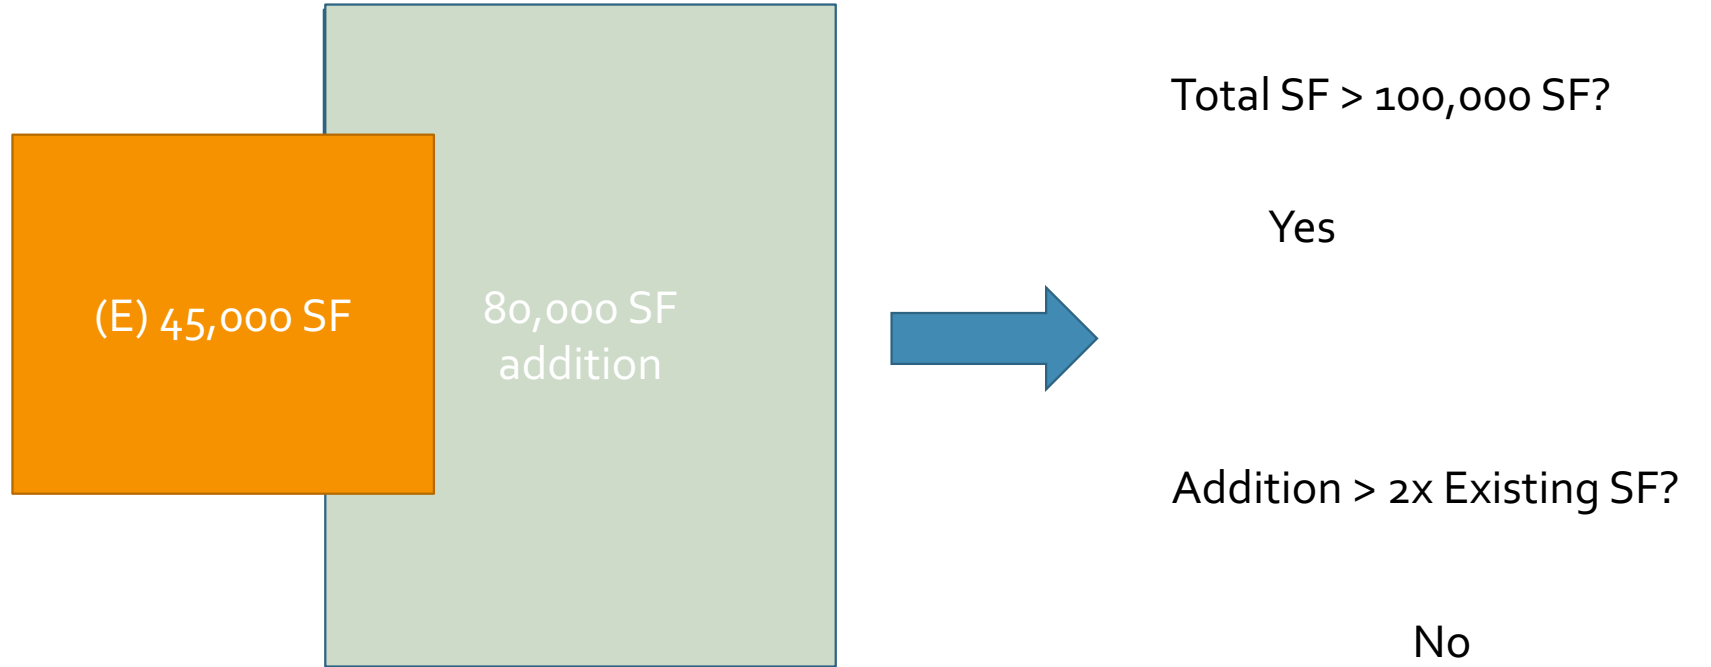 (E) 45,000 SF
80,000 SF
addition
Total SF > 100,000 SF?
Yes
Addition > 2x Existing SF?
No